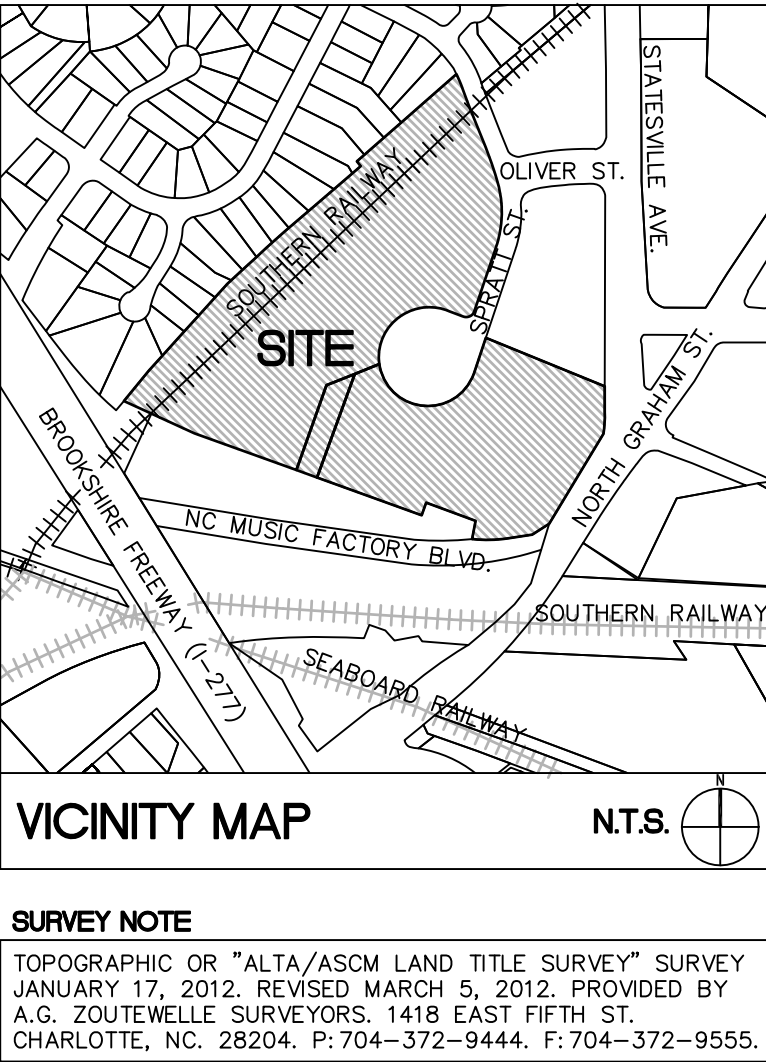 STATESVILLE AVE.
OLIVER ST.
SOUTHERN RAILWAY
SPRATT ST.
SITE
NORTH GRAHAM ST.
BROOKSHIRE FREEWAY (I-277)
NC MUSIC FACTORY BLVD.
SOUTHERN RAILWAY
SEABOARD RAILWAY
VICINITY MAP
N.T.S.
N
SURVEY NOTE
TOPOGRAPHIC OR "ALTA/ASCM LAND TITLE SURVEY" SURVEY
JANUARY 17, 2012. REVISED MARCH 5, 2012. PROVIDED BY
A.G. ZOUTEWELLE SURVEYORS. 1418 EAST FIFTH ST.
CHARLOTTE, NC. 28204. P:704-372-9444. F:704-372-9555.